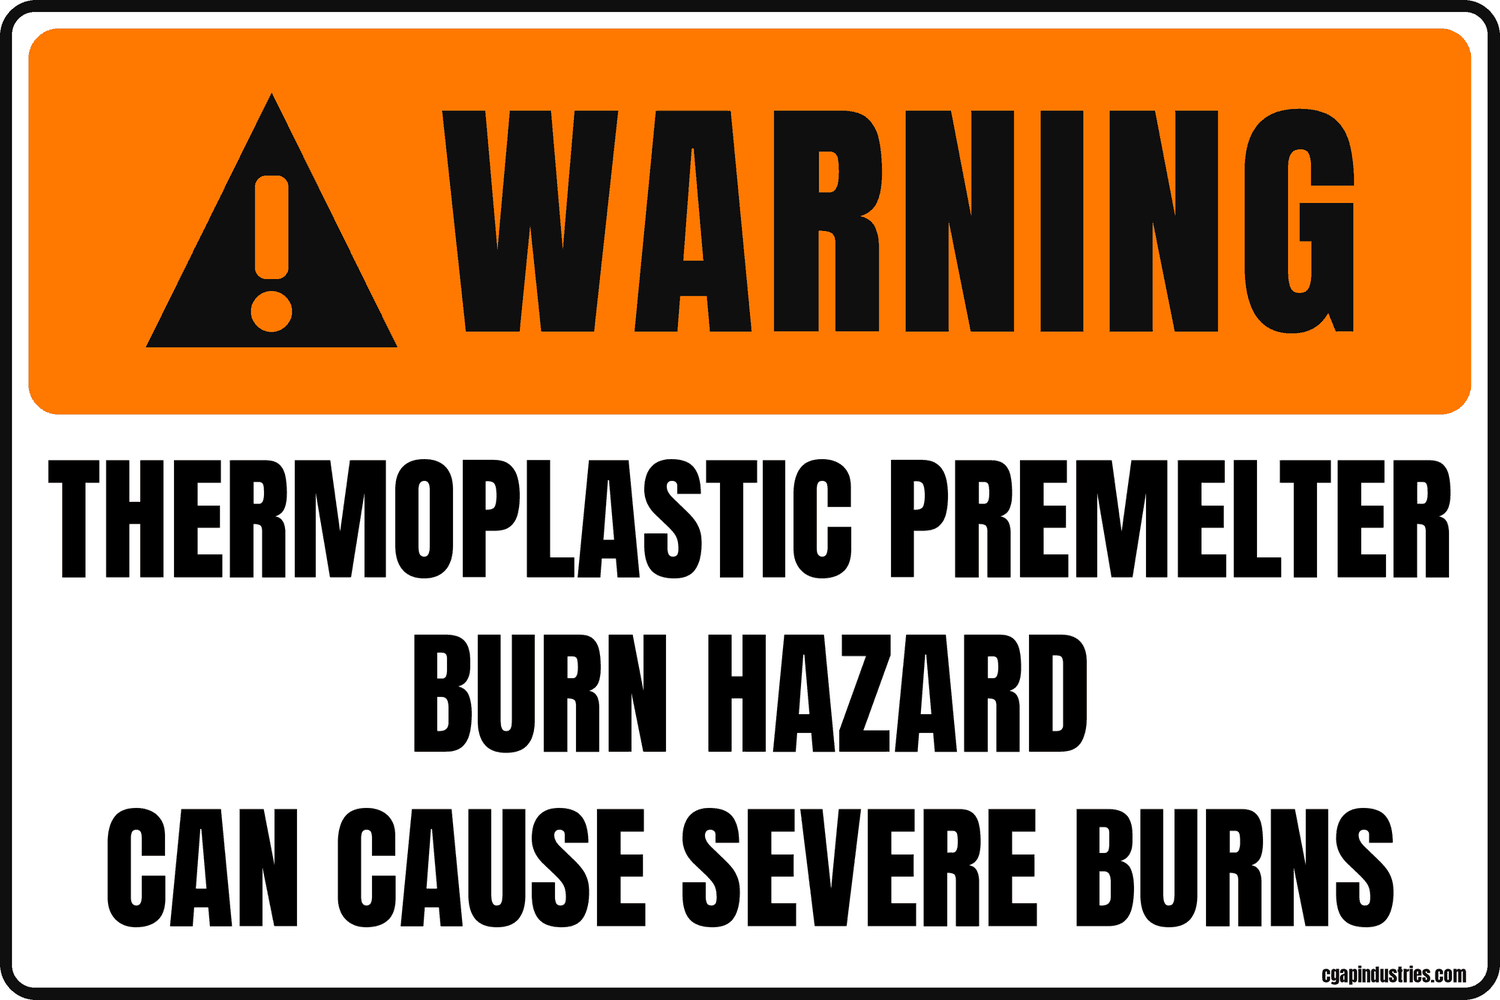 WARNING
THERMOPLASTIC PREMELTER
BURN HAZARD
CAN CAUSE SEVERE BURNS
cgapindustries.com